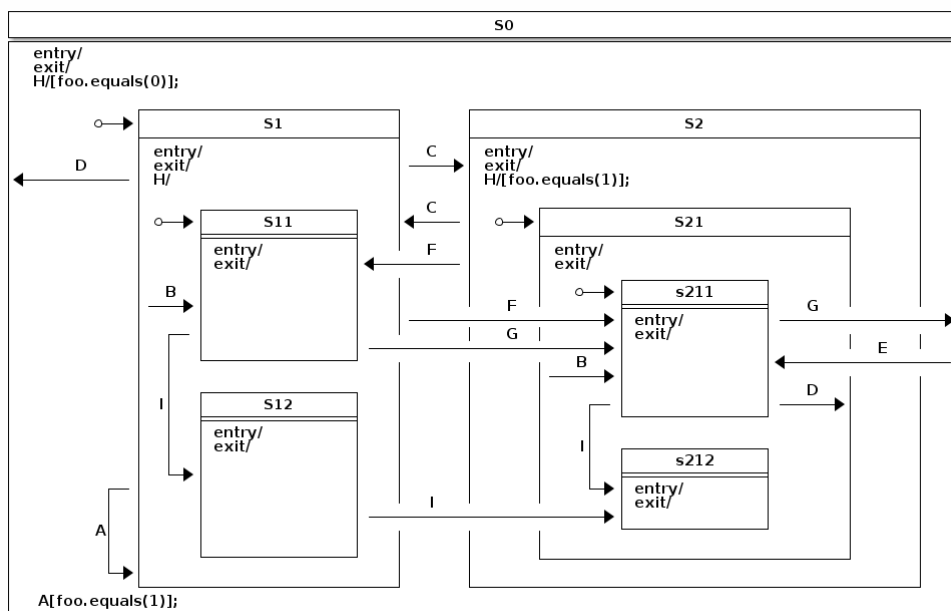 S0
entry/
exit/
H/[foo.equals(0)];
S1
entry/
exit/
H/
S2
entry/
exit/
H/[foo.equals(1)];
D
C
C
S11
entry/
exit/
F
S21
entry/
exit/
B
F
G
s211
entry/
exit/
G
E
B
D
I
S12
entry/
exit/
I
s212
entry/
exit/
I
A
A[foo.equals(1)];